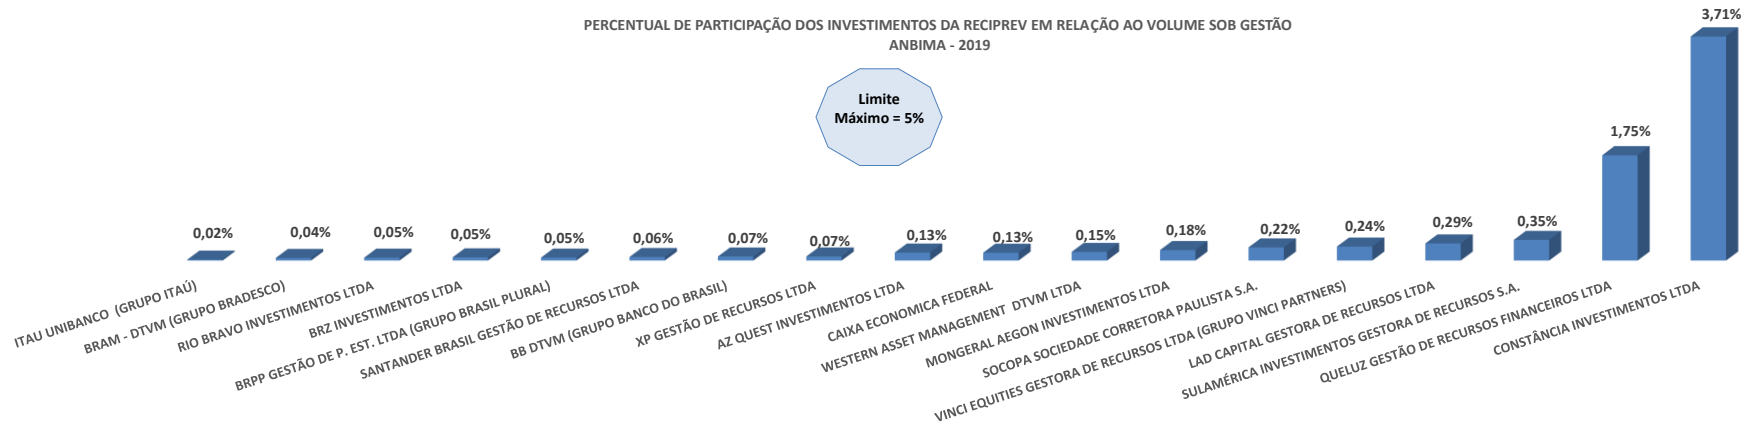 PERCENTUAL DE PARTICIPAÇÃO DOS INVESTIMENTOS DA RECIPREV EM RELAÇÃO AO VOLUME SOB GESTÃO
ANBIMA - 2019
Limite
Máximo = 5%
0,02%
0,04%
0,05%
0,05%
0,05%
0,06%
0,07%
0,07%
0,13%
0,13%
0,15%
0,18%
0,22%
0,24%
0,29%
0,35%
1,75%
3,71%
ITAU UNIBANCO (GRUPO ITAÚ)
BRAM - DTVM (GRUPO BRADESCO)
RIO BRAVO INVESTIMENTOS LTDA
BRZ INVESTIMENTOS LTDA
BRPP GESTÃO DE P. EST. LTDA (GRUPO BRASIL PLURAL)
SANTANDER BRASIL GESTÃO DE RECURSOS LTDA
BB DTVM (GRUPO BANCO DO BRASIL)
XP GESTÃO DE RECURSOS LTDA
AZ QUEST INVESTIMENTOS LTDA
CAIXA ECONOMICA FEDERAL
WESTERN ASSET MANAGEMENT DTVM LTDA
MONGERAL AEGON INVESTIMENTOS LTDA
SOCOPA SOCIEDADE CORRETORA PAULISTA S.A.
VINCI EQUITIES GESTORA DE RECURSOS LTDA (GRUPO VINCI PARTNERS)
LAD CAPITAL GESTORA DE RECURSOS LTDA
SULAMÉRICA INVESTIMENTOS GESTORA DE RECURSOS S.A.
QUELUZ GESTÃO DE RECURSOS FINANCEIROS LTDA
CONSTÂNCIA INVESTIMENTOS LTDA